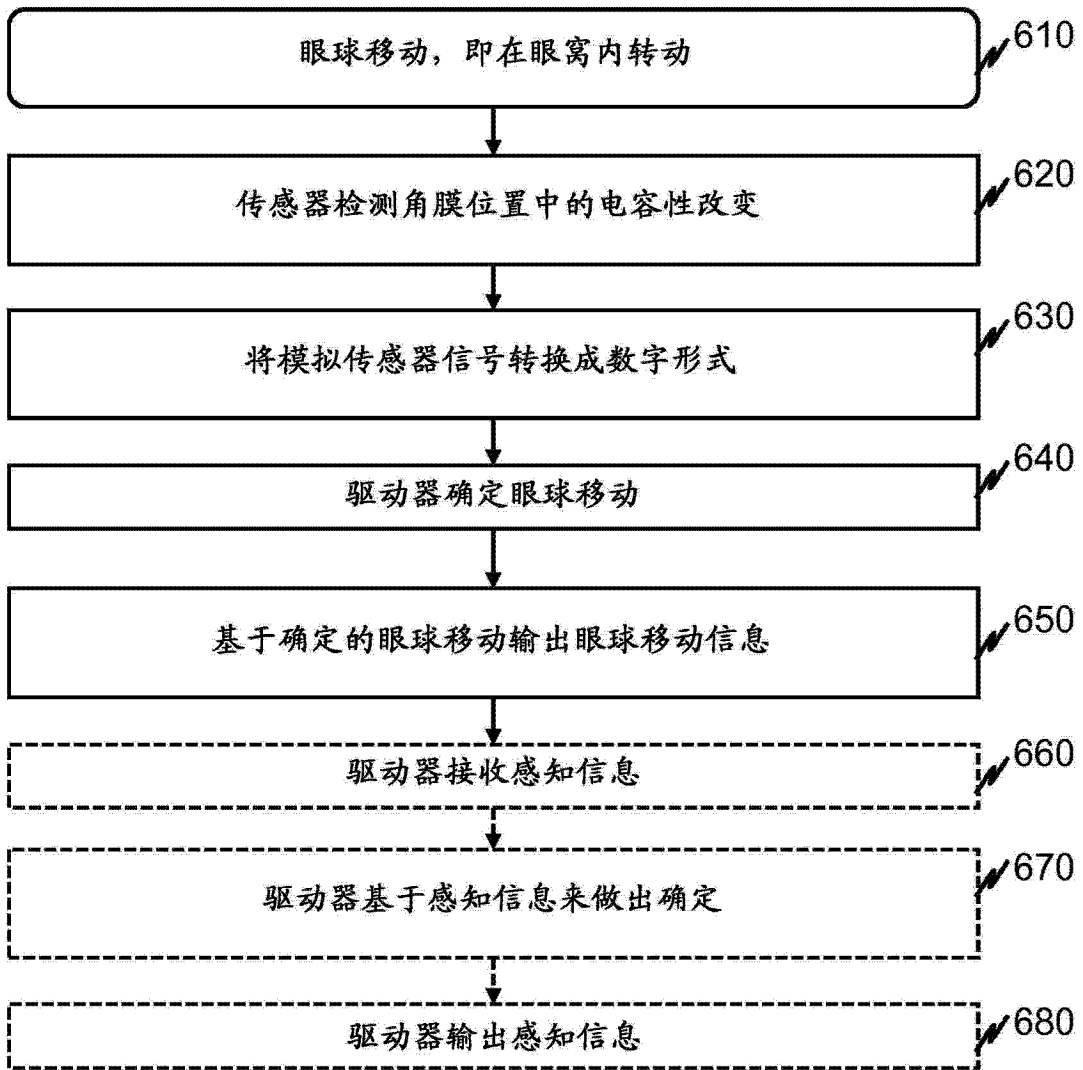 眼球移动，即在眼窝内转动
610
传感器检测角膜位置中的电容性改变
620
将模拟传感器信号转换成数字形式
630
驱动器确定眼球移动
640
基于确定的眼球移动输出眼球移动信息
650
驱动器接收感知信息
660
驱动器基于感知信息来做出确定
670
驱动器输出感知信息
680